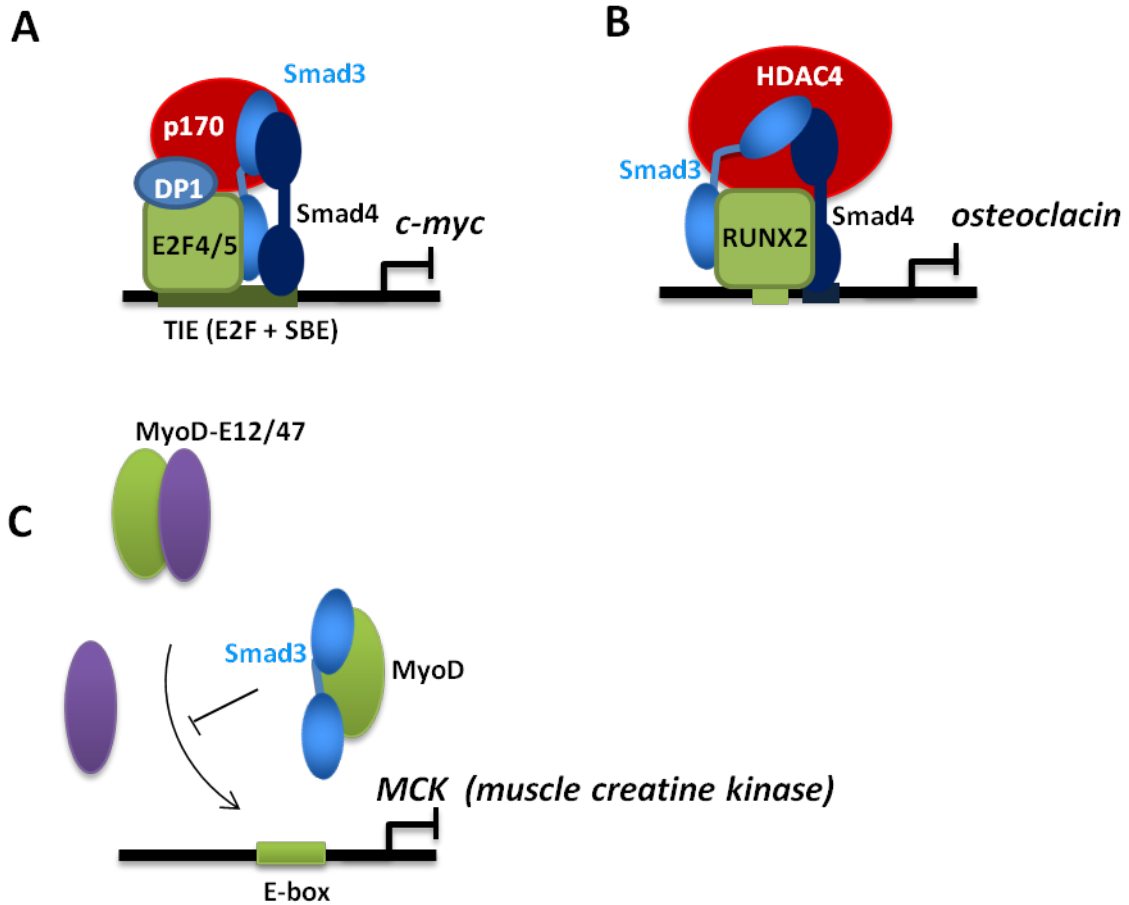 A
Smad3
p170
DP1
Smad4
E2F4/5
c-myc
TIE (E2F + SBE)
B
HDAC4
Smad3
Smad4
RUNX2
osteoclacin
C
MyoD-E12/47
Smad3
MyoD
MCK (muscle creatine kinase)
E-box